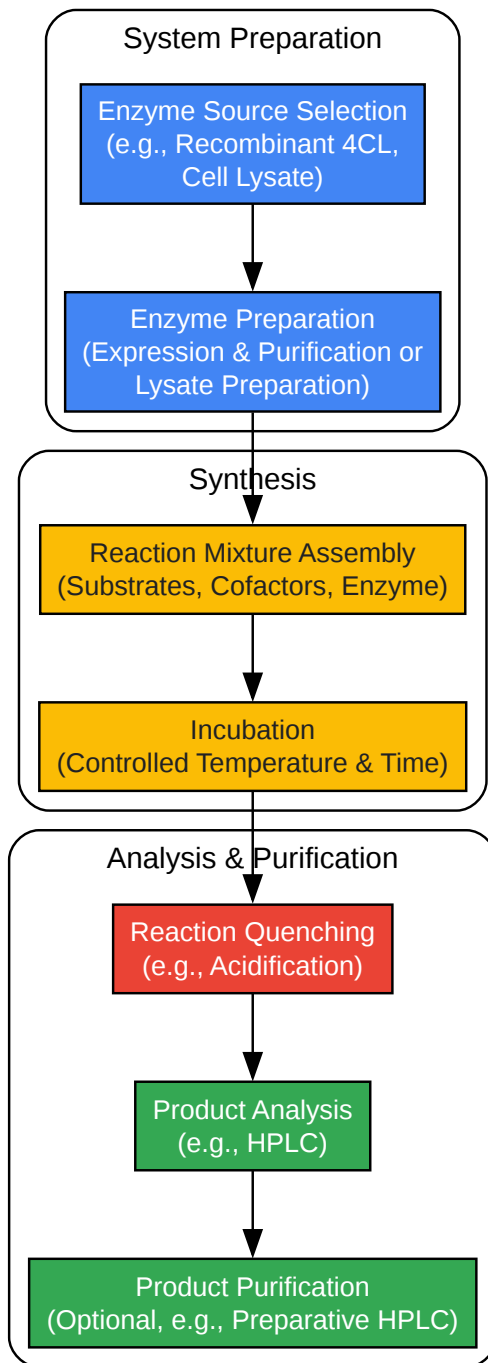 System Preparation
Enzyme Source Selection
(e.g., Recombinant 4CL,
Cell Lysate)
Enzyme Preparation
(Expression & Purification or
Lysate Preparation)
Synthesis
Reaction Mixture Assembly
(Substrates, Cofactors, Enzyme)
Incubation
(Controlled Temperature & Time)
Analysis & Purification
Reaction Quenching
(e.g., Acidification)
Product Analysis
(e.g., HPLC)
Product Purification
(Optional, e.g., Preparative HPLC)